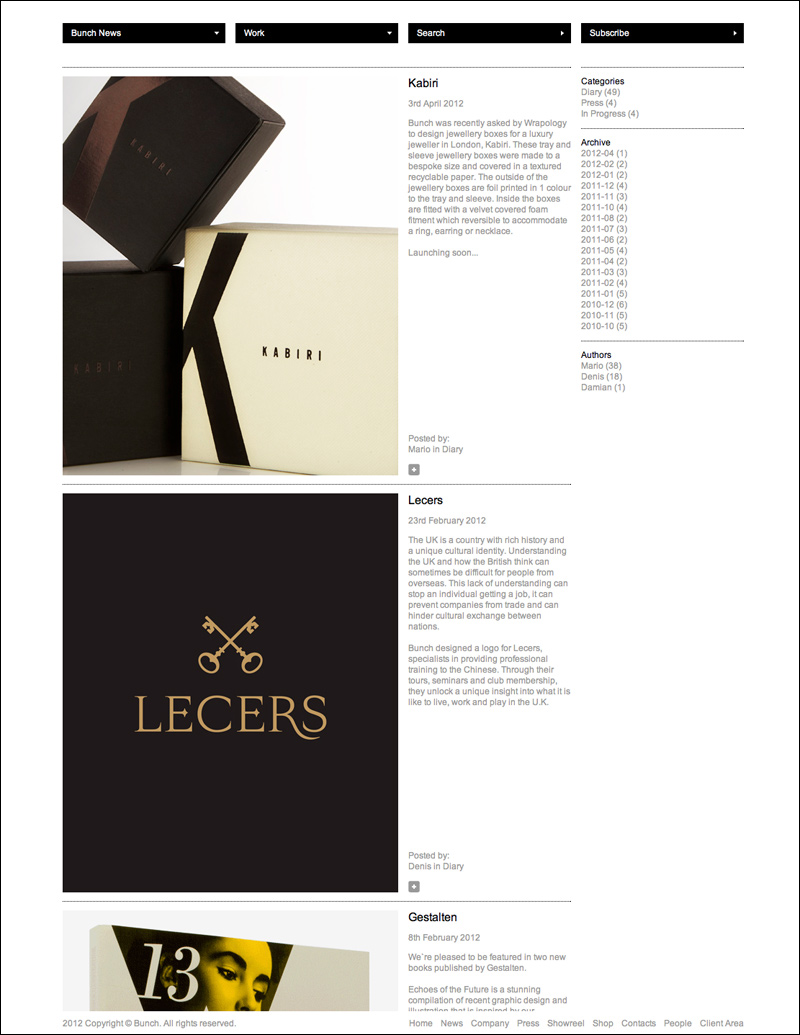 Bunch News
Work
Search
Subscribe
KABIRI
KABIRI
KABIRI
Kabiri
3rd April 2012
Bunch was recently asked by Wrapology
to design jewellery boxes for a luxury
jeweller in London, Kabiri. These tray and
sleeve jewellery boxes were made to a
bespoke size and covered in a textured
recyclable paper. The outside of the
jewellery boxes are foil printed in 1 colour
to the tray and sleeve. Inside the boxes
are fitted with a velvet covered foam
fitment which reversible to accommodate
a ring, earring or necklace.
Launching soon...
Posted by:
Mario in Diary
Categories
Diary (49)
Press (4)
In Progress (4)
Archive
2012-04 (1)
2012-02 (2)
2012-01 (2)
2011-12 (4)
2011-11 (3)
2011-10 (4)
2011-08 (2)
2011-07 (3)
2011-06 (2)
2011-05 (4)
2011-04 (2)
2011-03 (3)
2011-02 (4)
2011-01 (5)
2010-12 (6)
2010-11 (5)
2010-10 (5)
Authors
Mario (38)
Denis (18)
Damian (1)
LECERS
Lecers
23rd February 2012
The UK is a country with rich history and
a unique cultural identity. Understanding
the UK and how the British think can
sometimes be difficult for people from
overseas. This lack of understanding can
stop an individual getting a job, it can
prevent companies from trade and can
hinder cultural exchange between
nations.
Bunch designed a logo for Lecers,
specialists in providing professional
training to the Chinese. Through their
tours, seminars and club membership,
they unlock a unique insight into what it is
like to live, work and play in the U.K.
Posted by:
Denis in Diary
13
Gestalten
8th February 2012
We`re pleased to be featured in two new
books published by Gestalten.
Echoes of the Future is a stunning
compilation of recent graphic design and
illustration that is inspired by our
2012 Copyright © Bunch. All rights reserved.
Home News Company Press Showreel Shop Contacts People Client Area